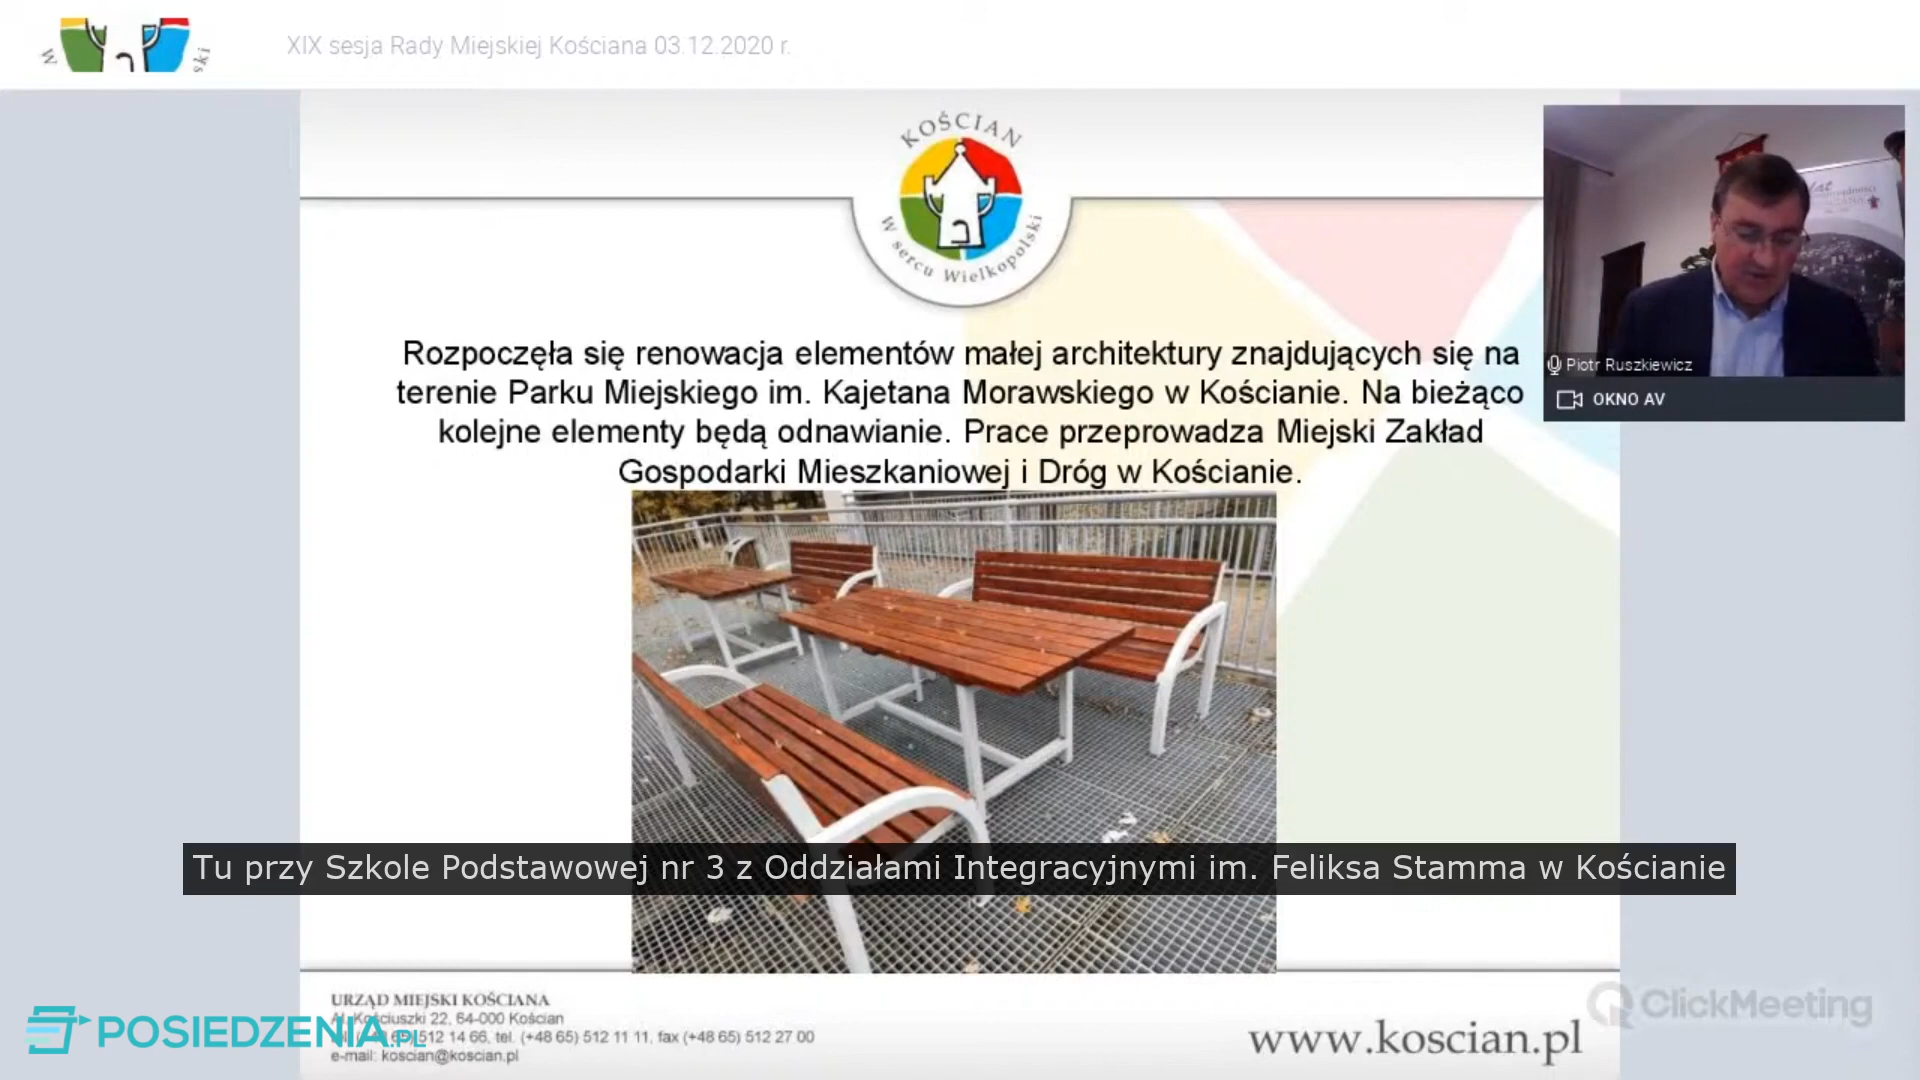 XIX sesja Rady Miejskiej Kościana 03.12.2020 r.
W
ski
KOŚCIAN
W sercu Wielkopolski
Rozpoczęła się renowacja elementów małej architektury znajdujących się na
terenie Parku Miejskiego im. Kajetana Morawskiego w Kościanie. Na bieżąco
kolejne elementy będą odnawianie. Prace przeprowadza Miejski Zakład
Gospodarki Mieszkaniowej i Dróg w Kościanie.
Piotr Ruszkiewicz
OKNO AV
Tu przy Szkole Podstawowej nr 3 z Oddziałami Integracyjnymi im. Feliksa Stamma w Kościanie
URZĄD MIEJSKI KOŚCIANA
Al. Kościuszki 22, 64-000 Kościan
512 14 66, tel. (+48 65) 512 11 11, fax (+48 65) 512 27 00
e-mail: koscian@koscian.pl
POSIEDZENIA.PL
www.koscian.pl
ClickMeeting